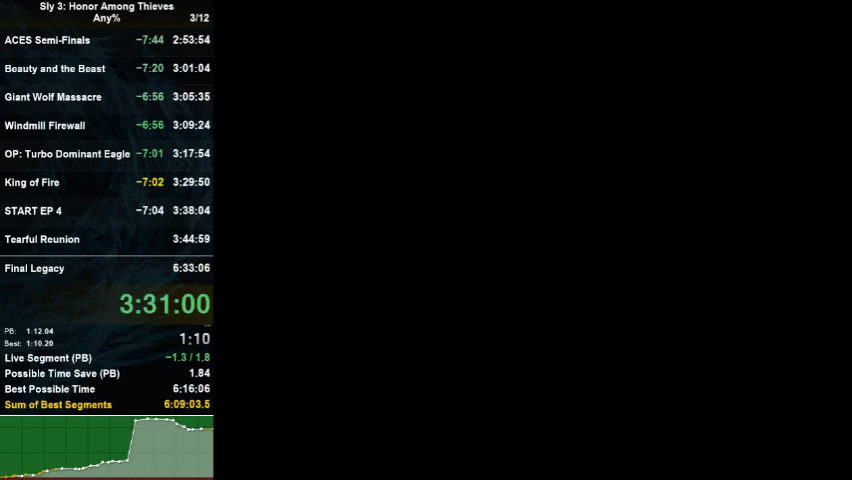 Sly 3: Honor Among Thieves
Any% 3/12
ACES Semi-Finals −7:44 2:53:54
Beauty and the Beast −7:20 3:01:04
Giant Wolf Massacre −6:56 3:05:35
Windmill Firewall −6:56 3:09:24
OP: Turbo Dominant Eagle −7:01 3:17:54
King of Fire −7:02 3:29:50
START EP 4 −7:04 3:38:04
Tearful Reunion 3:44:59
Final Legacy 6:33:06
3:31:00
PB: 1:12.04
Best: 1:10.20
1:10
Live Segment (PB) −1.3 / 1.8
Possible Time Save (PB) 1.84
Best Possible Time 6:16:06
Sum of Best Segments 6:09:03.5